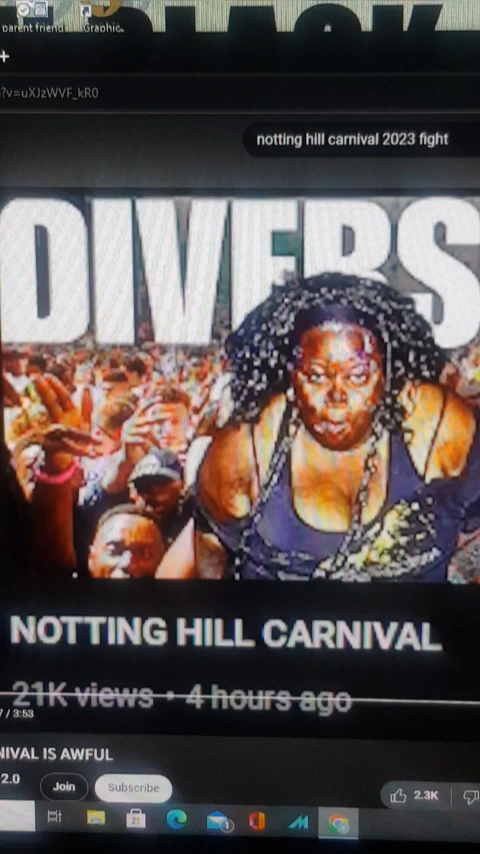 parent friend
Graphic
?v=uXJzWVF_kR0
notting hill carnival 2023 fight
DIVERS
NOTTING HILL CARNIVAL
21K views • 4 hours ago
/ 3:53
NIVAL IS AWFUL
2.0
Join
Subscribe
2.3K
1